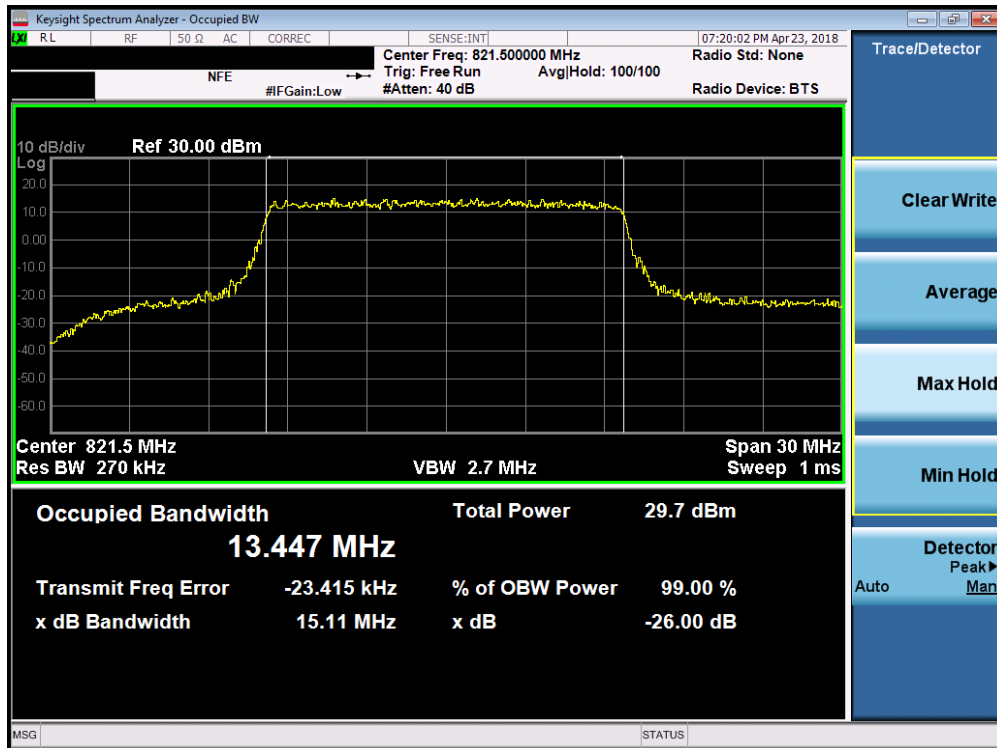 Keysight Spectrum Analyzer - Occupied BW
LXI RL RF 50 Ω AC CORREC SENSE:INT 07:20:02 PM Apr 23, 2018
Center Freq: 821.500000 MHz Radio Std: None
NFE Trig: Free Run Avg|Hold: 100/100
#IFGain:Low #Atten: 40 dB Radio Device: BTS
10 dB/div Ref 30.00 dBm
Log
20.0
10.0
0.00
-10.0
-20.0
-30.0
-40.0
-50.0
-60.0
Center 821.5 MHz Span 30 MHz
Res BW 270 kHz VBW 2.7 MHz Sweep 1 ms
Occupied Bandwidth Total Power 29.7 dBm
13.447 MHz
Transmit Freq Error -23.415 kHz % of OBW Power 99.00 %
x dB Bandwidth 15.11 MHz x dB -26.00 dB
Trace/Detector
Clear Write
Average
Max Hold
Min Hold
Detector
Peak▶
Auto Man
MSG STATUS